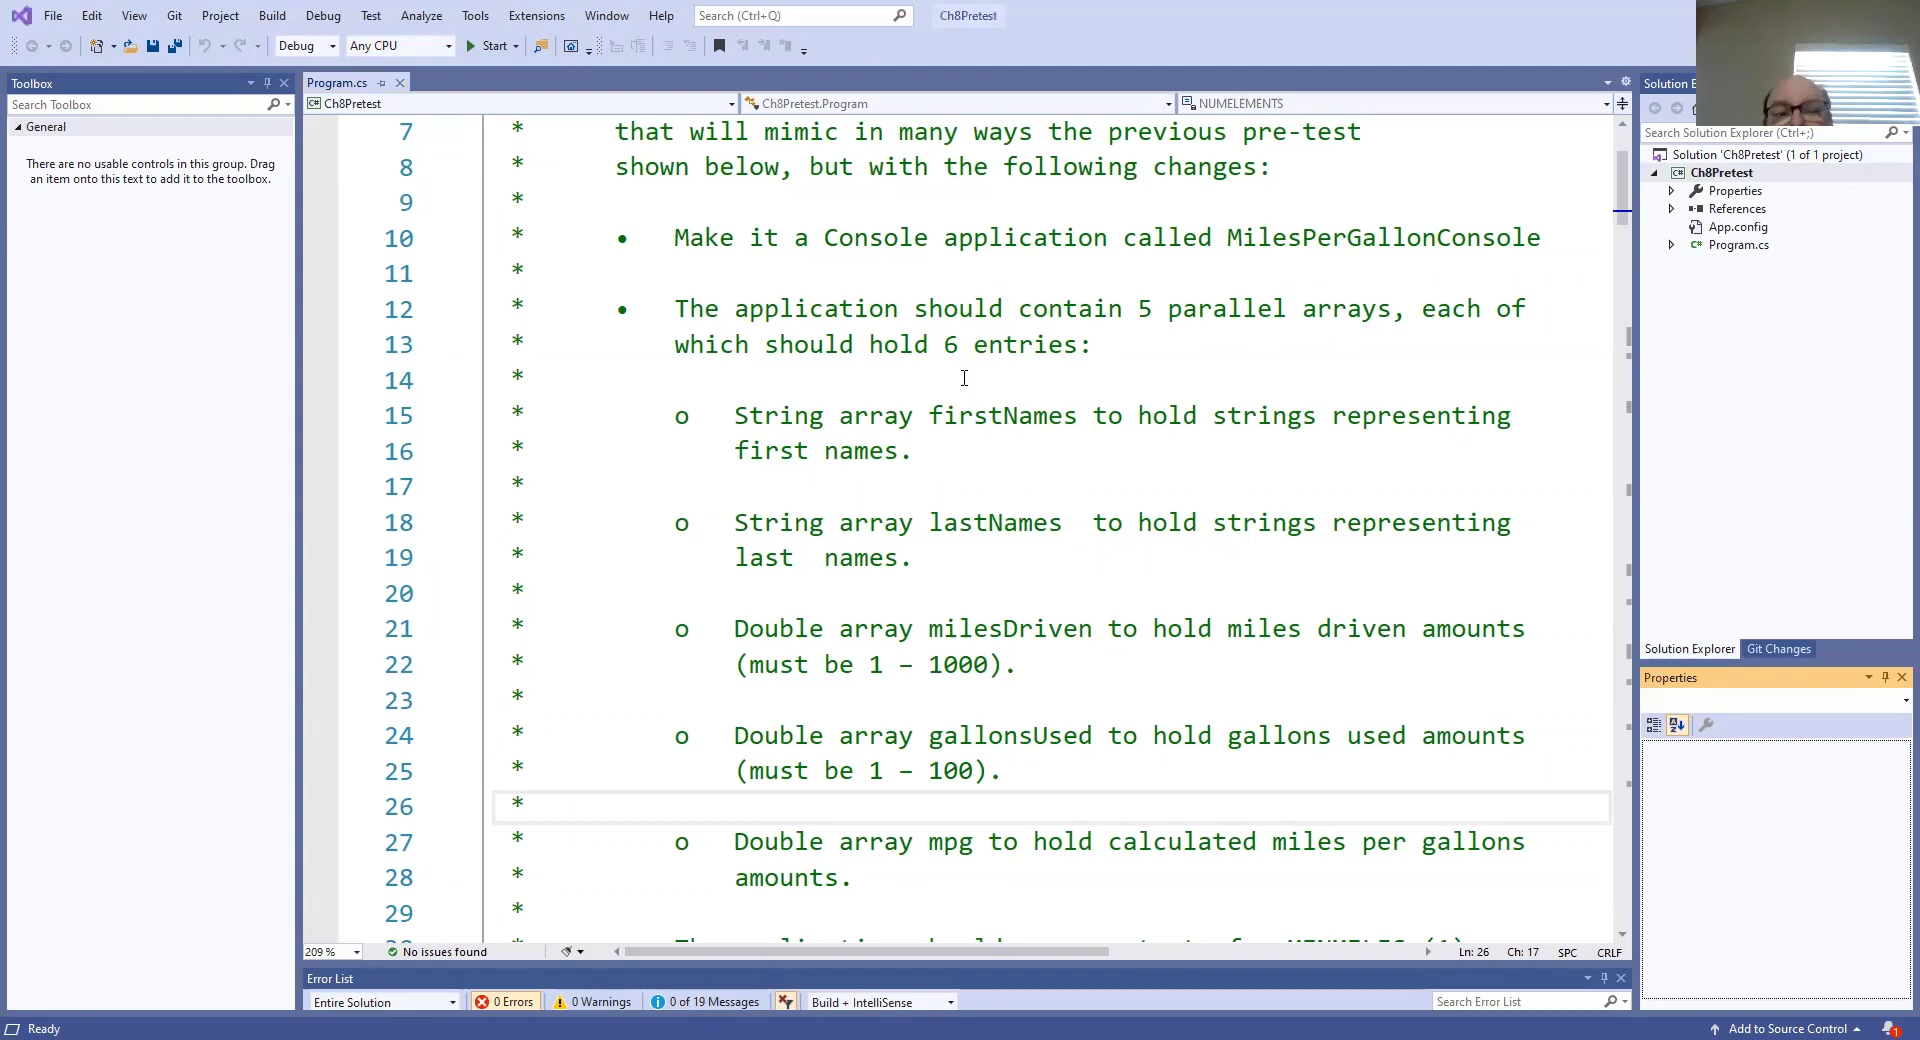 File Edit View Git Project Build Debug Test Analyze Tools Extensions Window Help Search (Ctrl+Q) Ch8Pretest
Debug Any CPU Start
Toolbox
Search Toolbox
General
There are no usable controls in this group. Drag
an item onto this text to add it to the toolbox.
Program.cs
Ch8Pretest Ch8Pretest.Program NUMELEMENTS
7 * that will mimic in many ways the previous pre-test
8 * shown below, but with the following changes:
9 *
10 * • Make it a Console application called MilesPerGallonConsole
11 *
12 * • The application should contain 5 parallel arrays, each of
13 * which should hold 6 entries:
14 *
15 * o String array firstNames to hold strings representing
16 * first names.
17 *
18 * o String array lastNames  to hold strings representing
19 * last  names.
20 *
21 * o Double array milesDriven to hold miles driven amounts
22 * (must be 1 – 1000).
23 *
24 * o Double array gallonsUsed to hold gallons used amounts
25 * (must be 1 – 100).
26 *
27 * o Double array mpg to hold calculated miles per gallons
28 * amounts.
29 *
209 % No issues found Ln: 26 Ch: 17 SPC CRLF
Error List
Entire Solution 0 Errors 0 Warnings 0 of 19 Messages Build + IntelliSense Search Error List
Ready
Solution E
Search Solution Explorer (Ctrl+;)
Solution 'Ch8Pretest' (1 of 1 project)
Ch8Pretest
Properties
References
App.config
Program.cs
Solution Explorer Git Changes
Properties
Add to Source Control 1